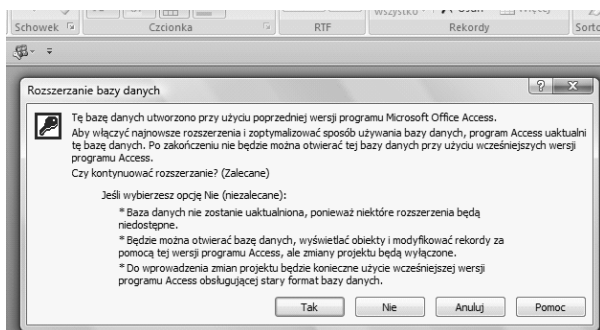 wszystko
Usuń
Więcej
Schowek
Czcionka
RTF
Rekordy
Rozszerzanie bazy danych
Tę bazę danych utworzono przy użyciu poprzedniej wersji programu Microsoft Office Access.
Aby włączyć najnowsze rozszerzenia i zoptymalizować sposób używania bazy danych, program Access uaktualni
tę bazę danych. Po zakończeniu nie będzie można otwierać tej bazy danych przy użyciu wcześniejszych wersji
programu Access.
Czy kontynuować rozszerzanie? (Zalecane)
Jeśli wybierzesz opcję Nie (niezalecane):
* Baza danych nie zostanie uaktualniona, ponieważ niektóre rozszerzenia będą
niedostępne.
* Będzie można otwierać bazę danych, wyświetlać obiekty i modyfikować rekordy za
pomocą tej wersji programu Access, ale zmiany projektu będą wyłączone.
* Do wprowadzenia zmian projektu będzie konieczne użycie wcześniejszej wersji
programu Access obsługującej stary format bazy danych.
Tak Nie Anuluj Pomoc